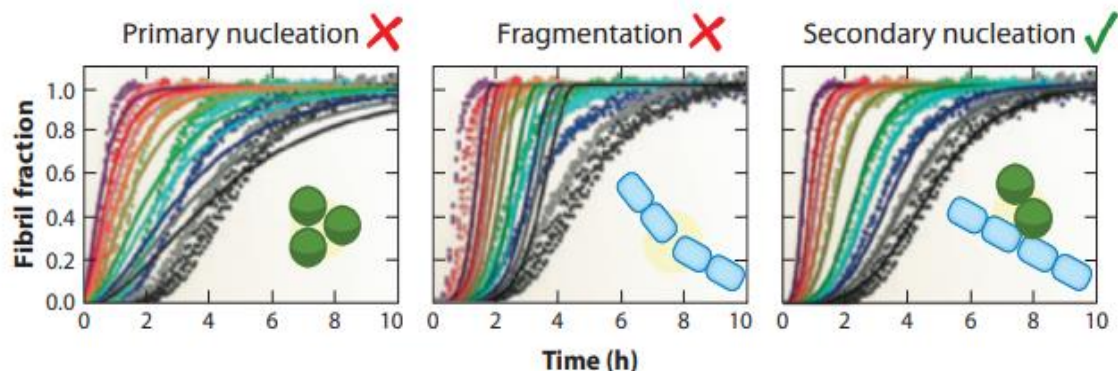 Primary nucleation
Fragmentation
Secondary nucleation
Fibril fraction
1.0
0.8
0.6
0.4
0.2
0.0
0 2 4 6 8 10
0 2 4 6 8 10
0 2 4 6 8 10
Time (h)